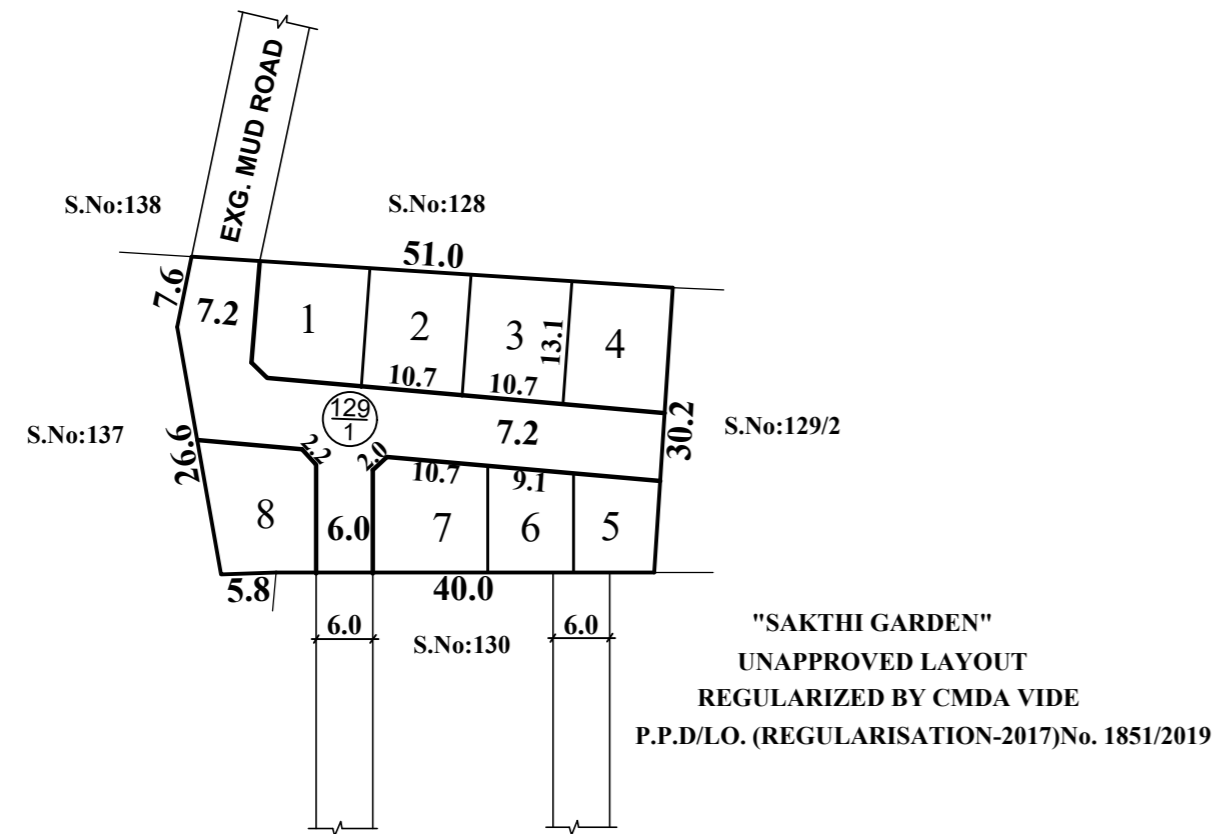 EXG. MUD ROAD
S.No:138
S.No:128
51.0
7.6
7.2
1
2
3
13.1
4
10.7
10.7
129
1
7.2
30.2
S.No:129/2
S.No:137
26.6
2.2
2.0
10.7
9.1
8
6.0
7
6
5
5.8
40.0
6.0
S.No:130
6.0
"SAKTHI GARDEN"
UNAPPROVED LAYOUT
REGULARIZED BY CMDA VIDE
P.P.D/LO. (REGULARISATION-2017)No. 1851/2019